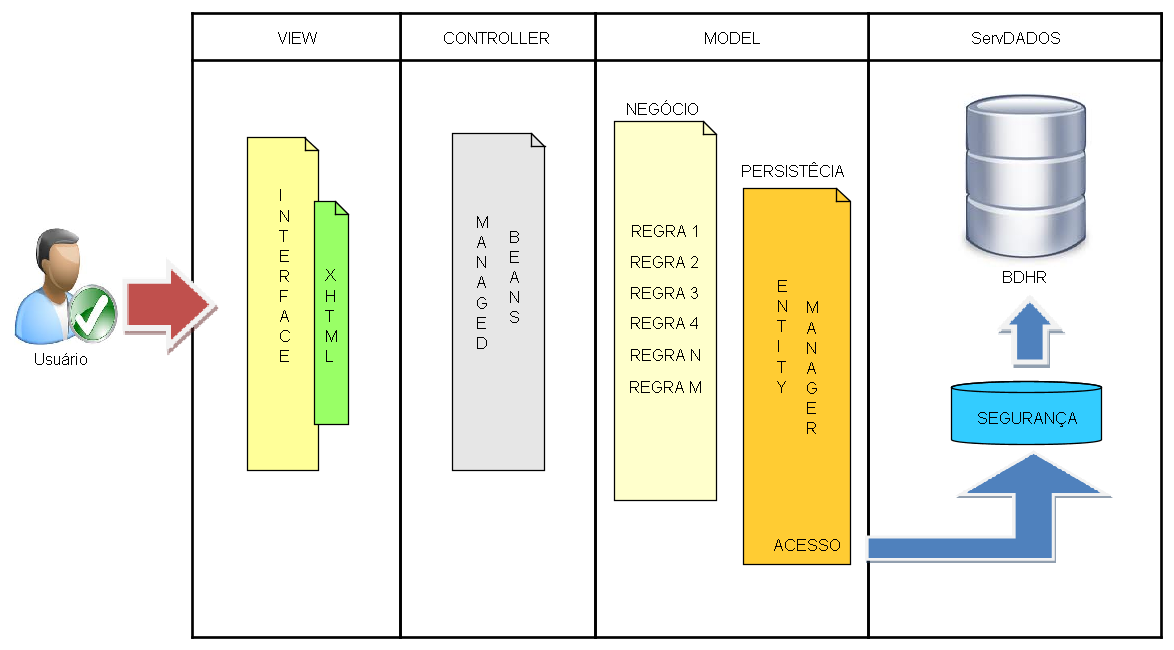 VIEW
CONTROLLER
MODEL
ServDADOS
Usuário
INTERFACE
XHTML
MANAGED
BEANS
NEGÓCIO
REGRA 1
REGRA 2
REGRA 3
REGRA 4
REGRA N
REGRA M
PERSISTÊCIA
ENTITY
MANAGER
ACESSO
BDHR
SEGURANÇA